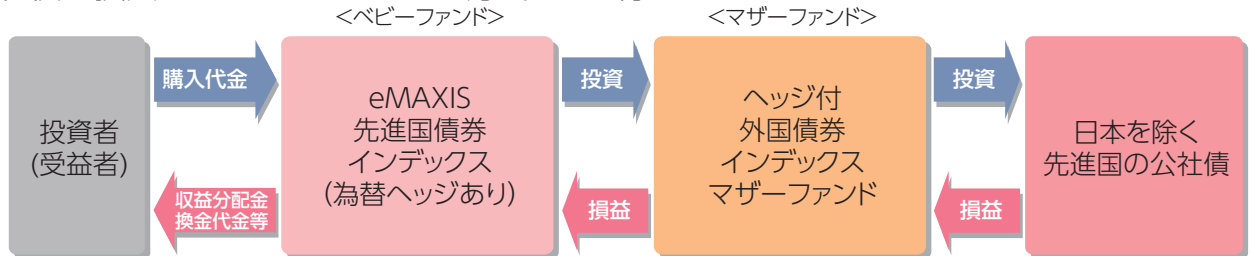 <ベビーファンド>
<マザーファンド>
投資者
(受益者)
購入代金
収益分配金
換金代金等
eMAXIS
先進国債券
インデックス
(為替ヘッジあり)
投資
損益
ヘッジ付
外国債券
インデックス
マザーファンド
投資
損益
日本を除く
先進国の公社債